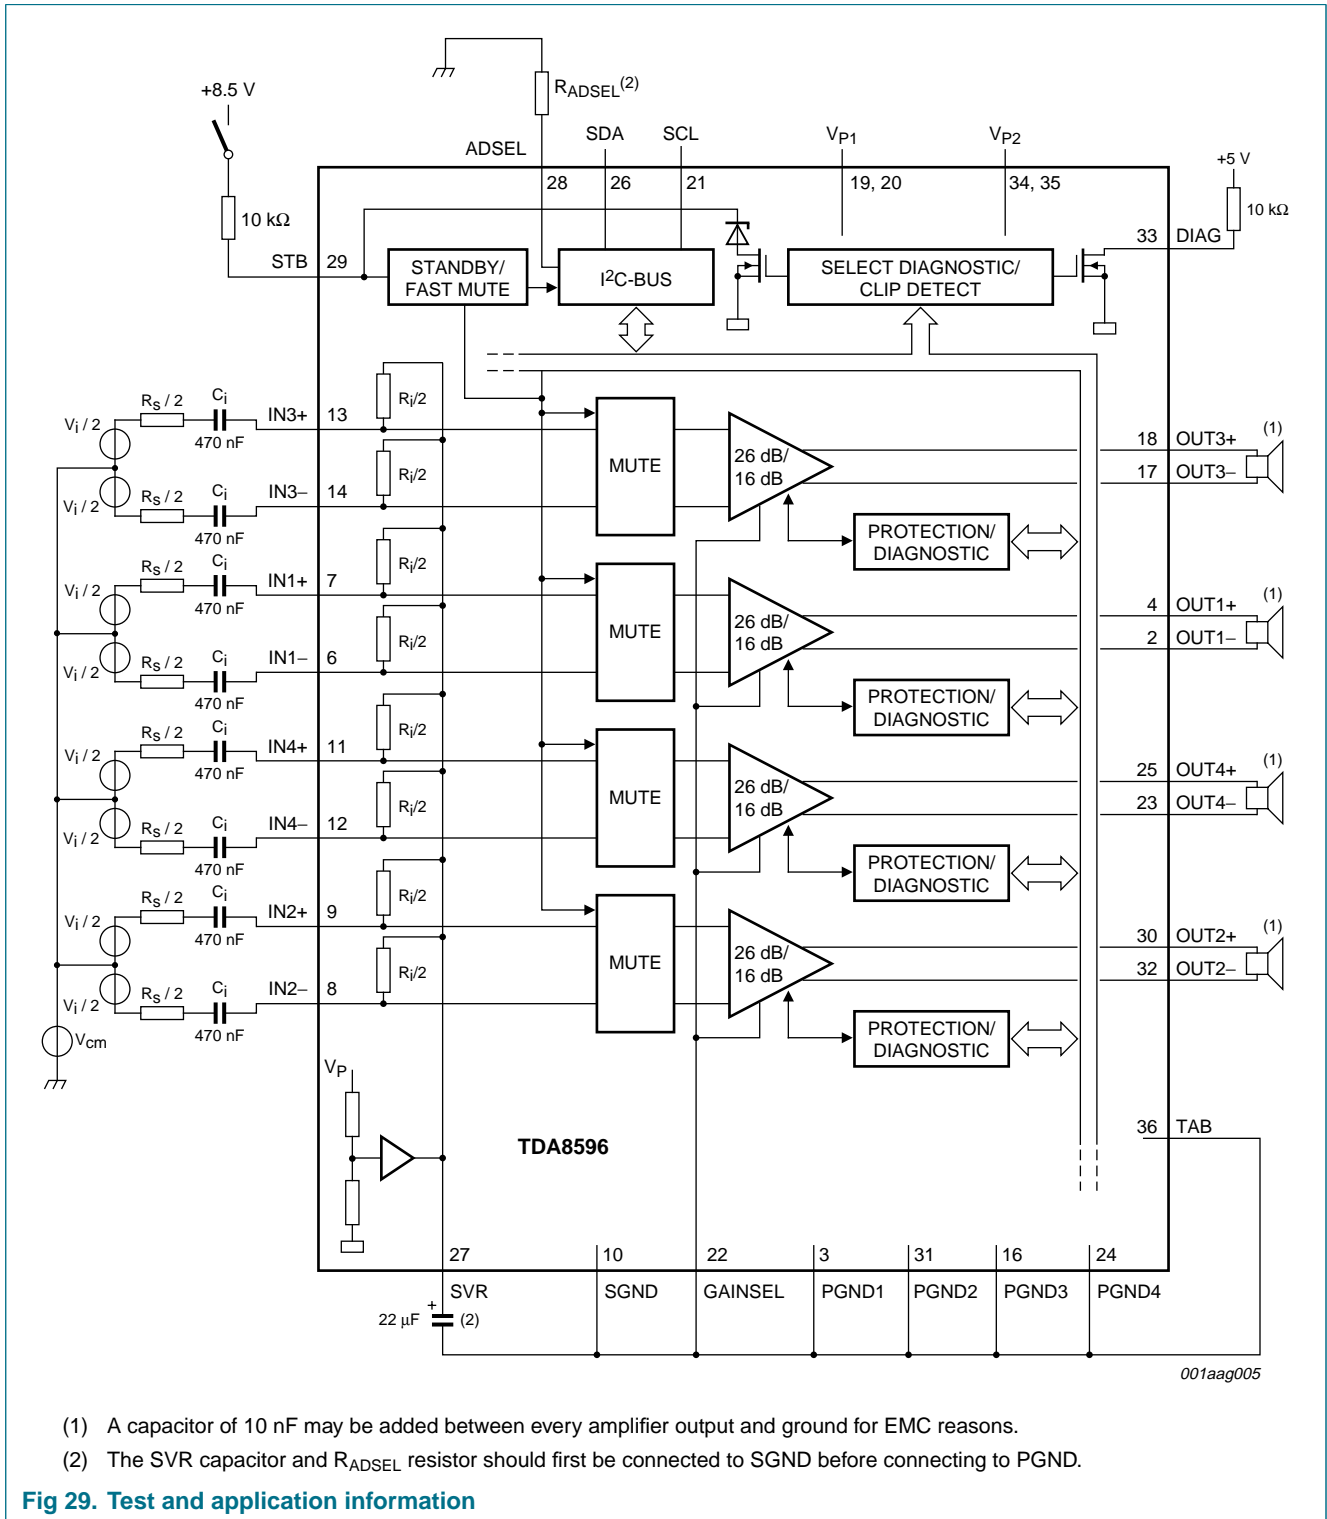 +8.5 V
10 kΩ
RADSEL(2)
ADSEL
SDA
SCL
VP1
VP2
+5 V
10 kΩ
28
26
21
19, 20
34, 35
33
DIAG
STB
29
STANDBY/
FAST MUTE
I2C-BUS
SELECT DIAGNOSTIC/
CLIP DETECT
Vi / 2
RS / 2
Ci
470 nF
IN3+
13
Ri/2
MUTE
26 dB/
16 dB
18
OUT3+
(1)
17
OUT3−
Vi / 2
RS / 2
Ci
470 nF
IN3−
14
Ri/2
PROTECTION/
DIAGNOSTIC
Vi / 2
RS / 2
Ci
470 nF
IN1+
7
Ri/2
MUTE
26 dB/
16 dB
4
OUT1+
(1)
2
OUT1−
Vi / 2
RS / 2
Ci
470 nF
IN1−
6
Ri/2
PROTECTION/
DIAGNOSTIC
Vi / 2
RS / 2
Ci
470 nF
IN4+
11
Ri/2
MUTE
26 dB/
16 dB
25
OUT4+
(1)
23
OUT4−
Vi / 2
RS / 2
Ci
470 nF
IN4−
12
Ri/2
PROTECTION/
DIAGNOSTIC
Vi / 2
RS / 2
Ci
470 nF
IN2+
9
Ri/2
MUTE
26 dB/
16 dB
30
OUT2+
(1)
32
OUT2−
Vi / 2
RS / 2
Ci
470 nF
IN2−
8
Ri/2
PROTECTION/
DIAGNOSTIC
Vcm
VP
TDA8596
36
TAB
27
10
22
3
31
16
24
SVR
SGND
GAINSEL
PGND1
PGND2
PGND3
PGND4
22 μF
+
(2)
001aag005
(1) A capacitor of 10 nF may be added between every amplifier output and ground for EMC reasons.
(2) The SVR capacitor and RADSEL resistor should first be connected to SGND before connecting to PGND.
Fig 29. Test and application information